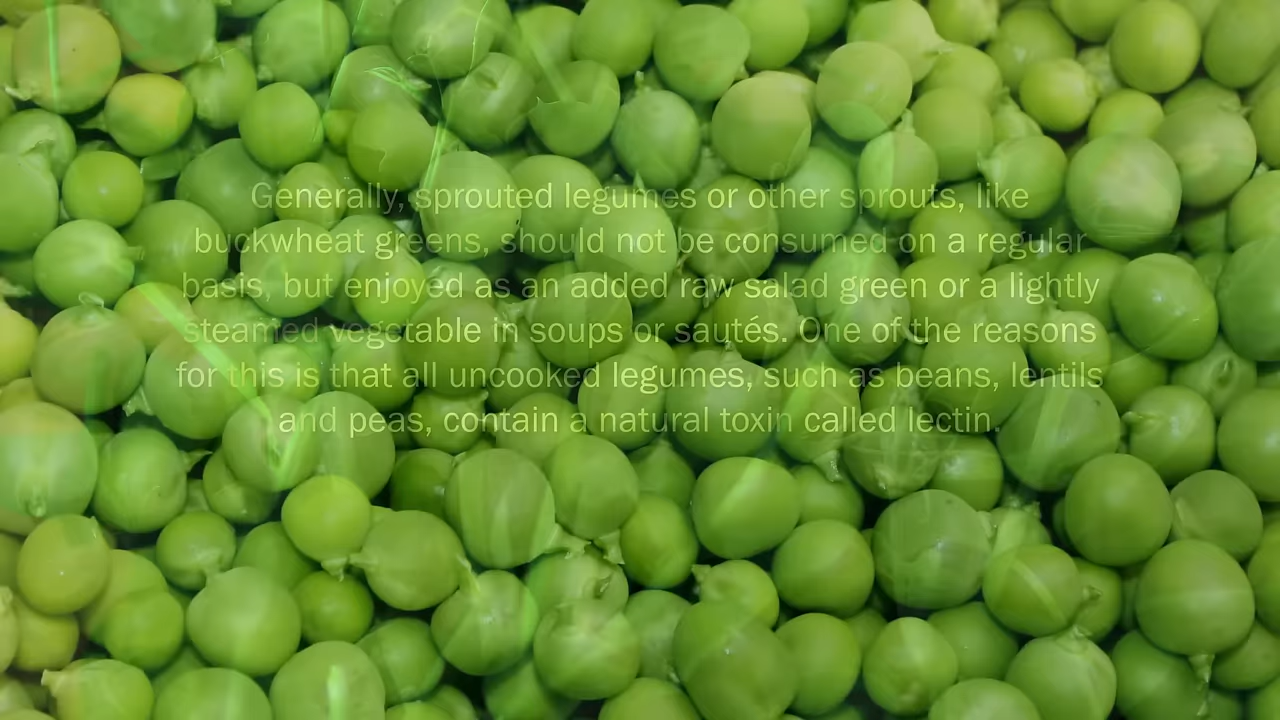 Generally, sprouted legumes or other sprouts, like
buckwheat greens, should not be consumed on a regular
basis, but enjoyed as an added raw salad green or a lightly
steamed vegetable in soups or sautés. One of the reasons
for this is that all uncooked legumes, such as beans, lentils
and peas, contain a natural toxin called lectin.